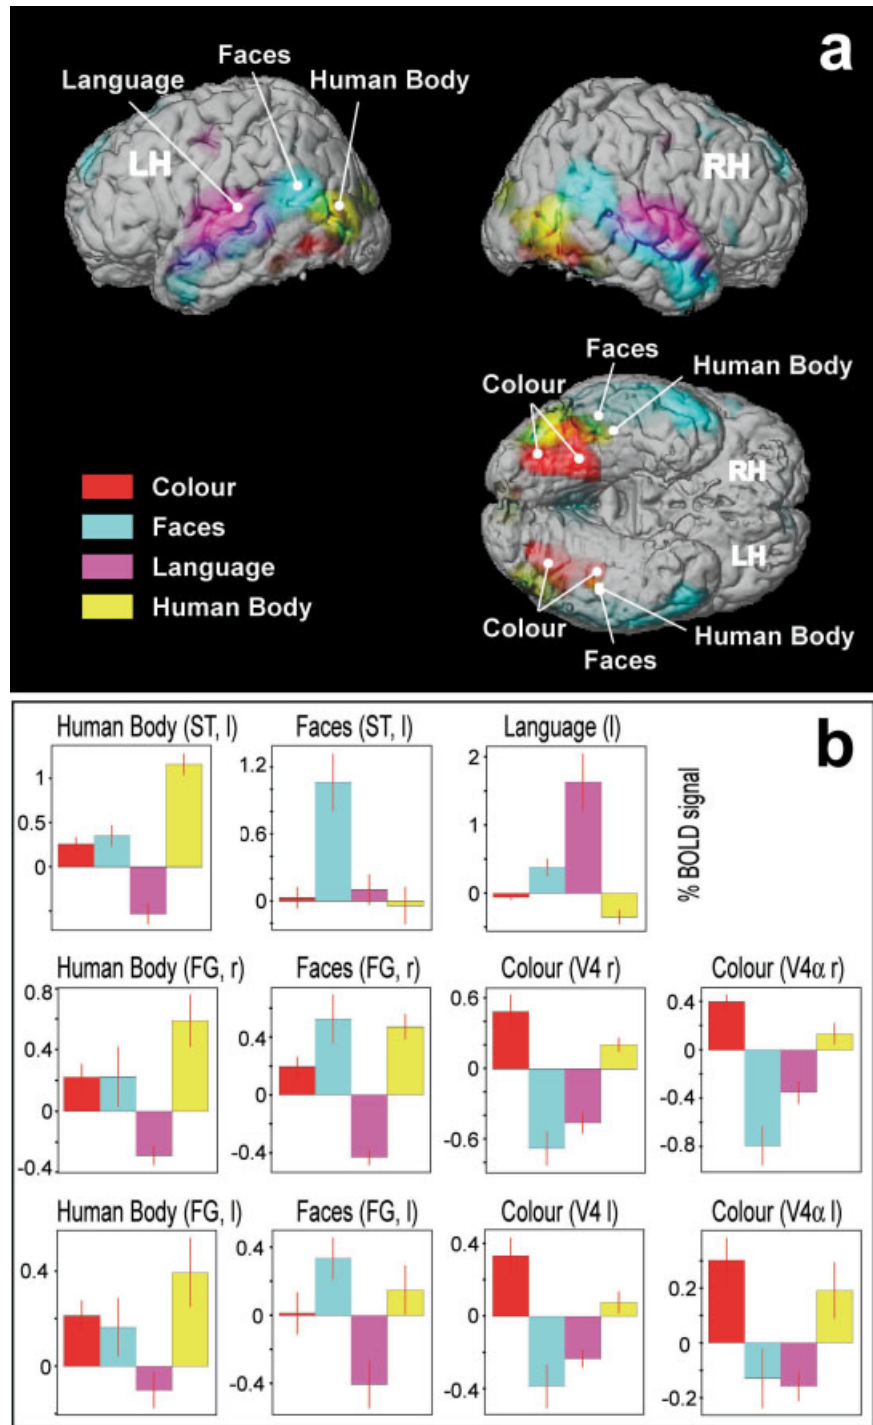 a
Faces
Language
Human Body
LH
RH
Faces
Human Body
Colour
RH
LH
Colour
Human Body
Faces
Colour
Faces
Language
Human Body
b
Human Body (ST, l)
Faces (ST, l)
Language (l)
1
0.5
0
1.2
0.6
0
2
1
0
% BOLD signal
Human Body (FG, r)
Faces (FG, r)
Colour (V4 r)
Colour (V4α r)
0.8
0.4
0
-0.4
0.4
0
-0.4
0.6
0
-0.6
0.4
0
-0.4
-0.8
Human Body (FG, l)
Faces (FG, l)
Colour (V4 l)
Colour (V4α l)
0.4
0
0.4
0
-0.4
0.4
0
-0.4
0.2
0
-0.2